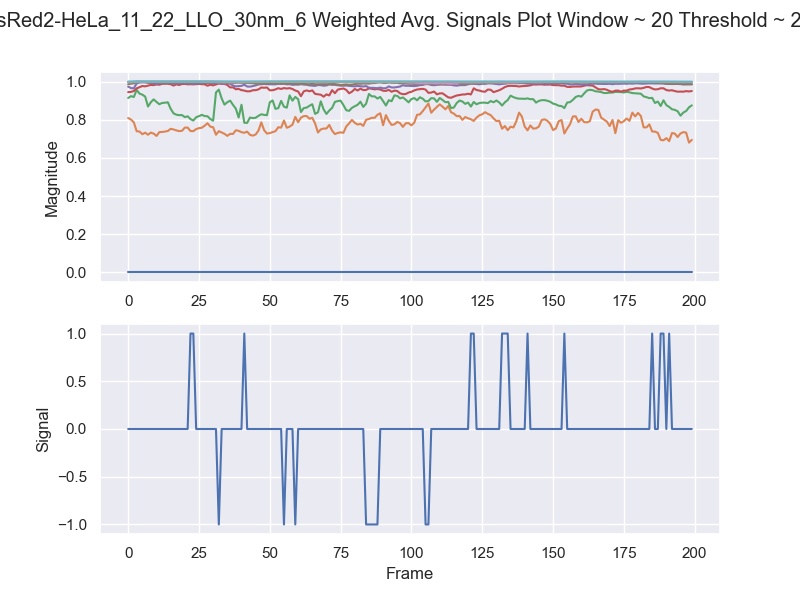 sRed2-HeLa_11_22_LLO_30nm_6 Weighted Avg. Signals Plot Window ~ 20 Threshold ~ 2
1.0
0.8
0.6
0.4
0.2
0.0
Magnitude
0 25 50 75 100 125 150 175 200
1.0
0.5
0.0
−0.5
−1.0
Signal
0 25 50 75 100 125 150 175 200
Frame